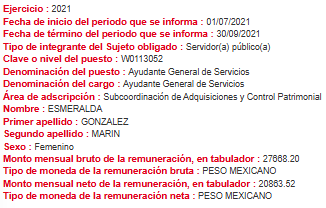 Ejercicio : 2021
Fecha de inicio del periodo que se informa : 01/07/2021
Fecha de término del periodo que se informa : 30/09/2021
Tipo de integrante del Sujeto obligado : Servidor(a) público(a)
Clave o nivel del puesto : W0113052
Denominación del puesto : Ayudante General de Servicios
Denominación del cargo : Ayudante General de Servicios
Área de adscripción : Subcoordinación de Adquisiciones y Control Patrimonial
Nombre : ESMERALDA
Primer apellido : GONZALEZ
Segundo apellido : MARIN
Sexo : Femenino
Monto mensual bruto de la remuneración, en tabulador : 27668.20
Tipo de moneda de la remuneración bruta : PESO MEXICANO
Monto mensual neto de la remuneración, en tabulador : 20863.52
Tipo de moneda de la remuneración neta : PESO MEXICANO